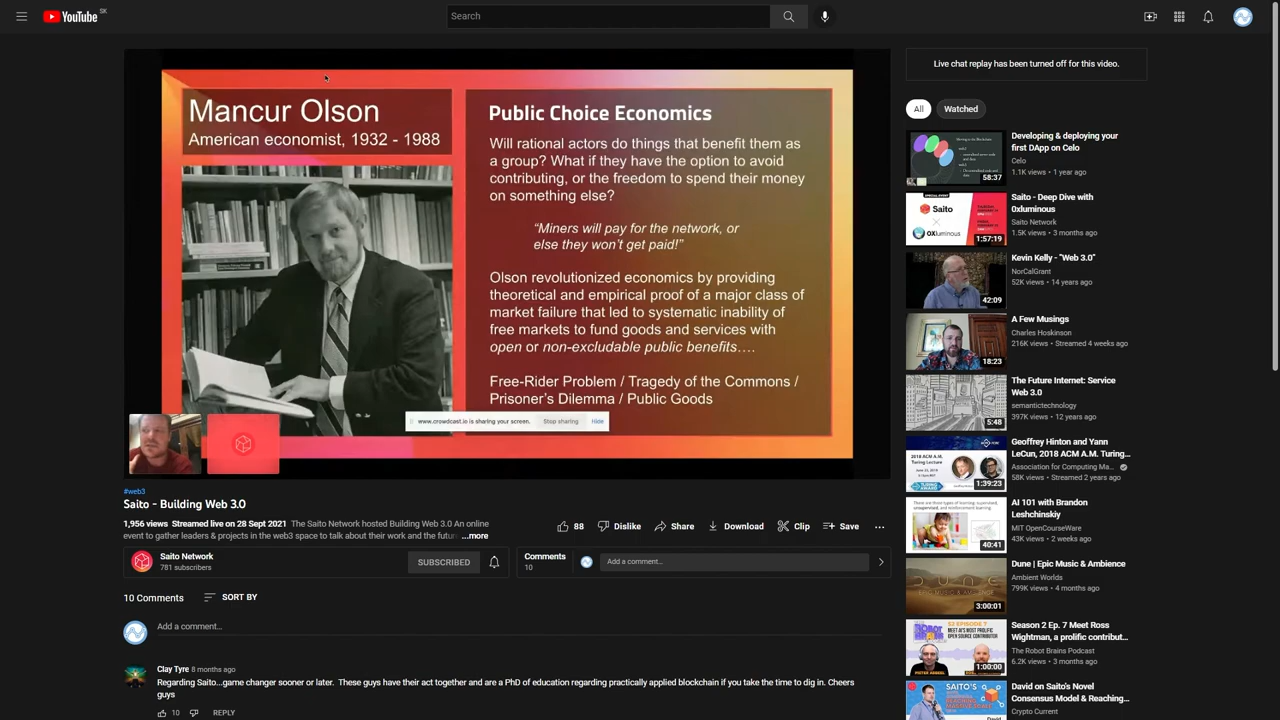 YouTube SK
Search
Mancur Olson
American economist, 1932 - 1988
Public Choice Economics
Will rational actors do things that benefit them as
a group? What if they have the option to avoid
contributing, or the freedom to spend their money
on something else?
“Miners will pay for the network, or
else they won’t get paid!”
Olson revolutionized economics by providing
theoretical and empirical proof of a major class of
market failure that led to systematic inability of
free markets to fund goods and services with
open or non-excludable public benefits….
Free-Rider Problem / Tragedy of the Commons /
Prisoner’s Dilemma / Public Goods
www.crowdcast.io is sharing your screen. Stop sharing Hide
#web3
Saito - Building Web 3.0
1,956 views Streamed live on 28 Sept 2021 The Saito Network hosted Building Web 3.0 An online
event to gather leaders & projects in the web3 space to talk about their work and the future ...more
88 Dislike Share Download Clip Save
Saito Network
781 subscribers
SUBSCRIBED
Comments
10
Add a comment...
10 Comments SORT BY
Add a comment...
Clay Tyre 8 months ago
Regarding Saito...game changer sooner or later. These guys have their act together and are a PhD of education regarding practically applied blockchain if you take the time to dig in. Cheers
guys
10 REPLY
Live chat replay has been turned off for this video.
All Watched
58:37
Developing & deploying your
first DApp on Celo
Celo
1.1K views • 1 year ago
Saito
0Xluminous
1:57:19
Saito - Deep Dive with
0xluminous
Saito Network
1.5K views • 3 months ago
42:09
Kevin Kelly - "Web 3.0"
NorCalGrant
52K views • 14 years ago
18:23
A Few Musings
Charles Hoskinson
216K views • Streamed 4 weeks ago
5:48
The Future Internet: Service
Web 3.0
semantictechnology
397K views • 12 years ago
2018 ACM A.M.
Turing Lecture
1:39:23
Geoffrey Hinton and Yann
LeCun, 2018 ACM A.M. Turing...
Association for Computing Ma...
58K views • Streamed 2 years ago
40:41
AI 101 with Brandon
Leshchinskiy
MIT OpenCourseWare
43K views • 2 weeks ago
DUNE
3:00:01
Dune | Epic Music & Ambience
Ambient Worlds
799K views • 4 months ago
S2 EPISODE 7
1:00:00
Season 2 Ep. 7 Meet Ross
Wightman, a prolific contribut...
The Robot Brains Podcast
6.2K views • 3 months ago
SAITO'S
David on Saito's Novel
Consensus Model & Reaching...
Crypto Current